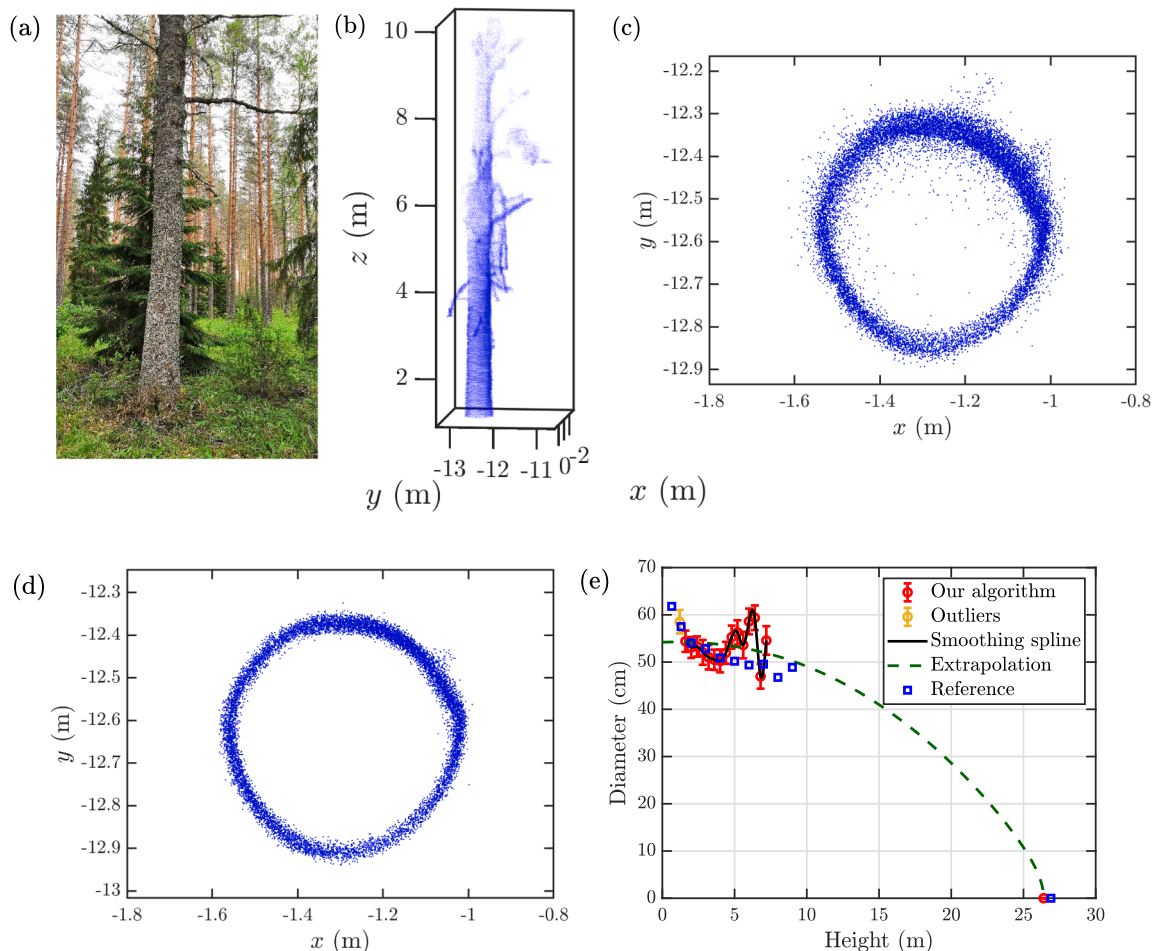 (a)
(b)
10
8
6
4
2
z (m)
-13 -12 -11 0 -2
y (m)
x (m)
(c)
-12.2
-12.3
-12.4
-12.5
-12.6
-12.7
-12.8
-12.9
y (m)
-1.8 -1.6 -1.4 -1.2 -1 -0.8
x (m)
(d)
-12.3
-12.4
-12.5
-12.6
-12.7
-12.8
-12.9
-13
y (m)
-1.8 -1.6 -1.4 -1.2 -1 -0.8
x (m)
(e)
70
60
50
40
30
20
10
0
Diameter (cm)
Our algorithm
Outliers
Smoothing spline
Extrapolation
Reference
0 5 10 15 20 25 30
Height (m)